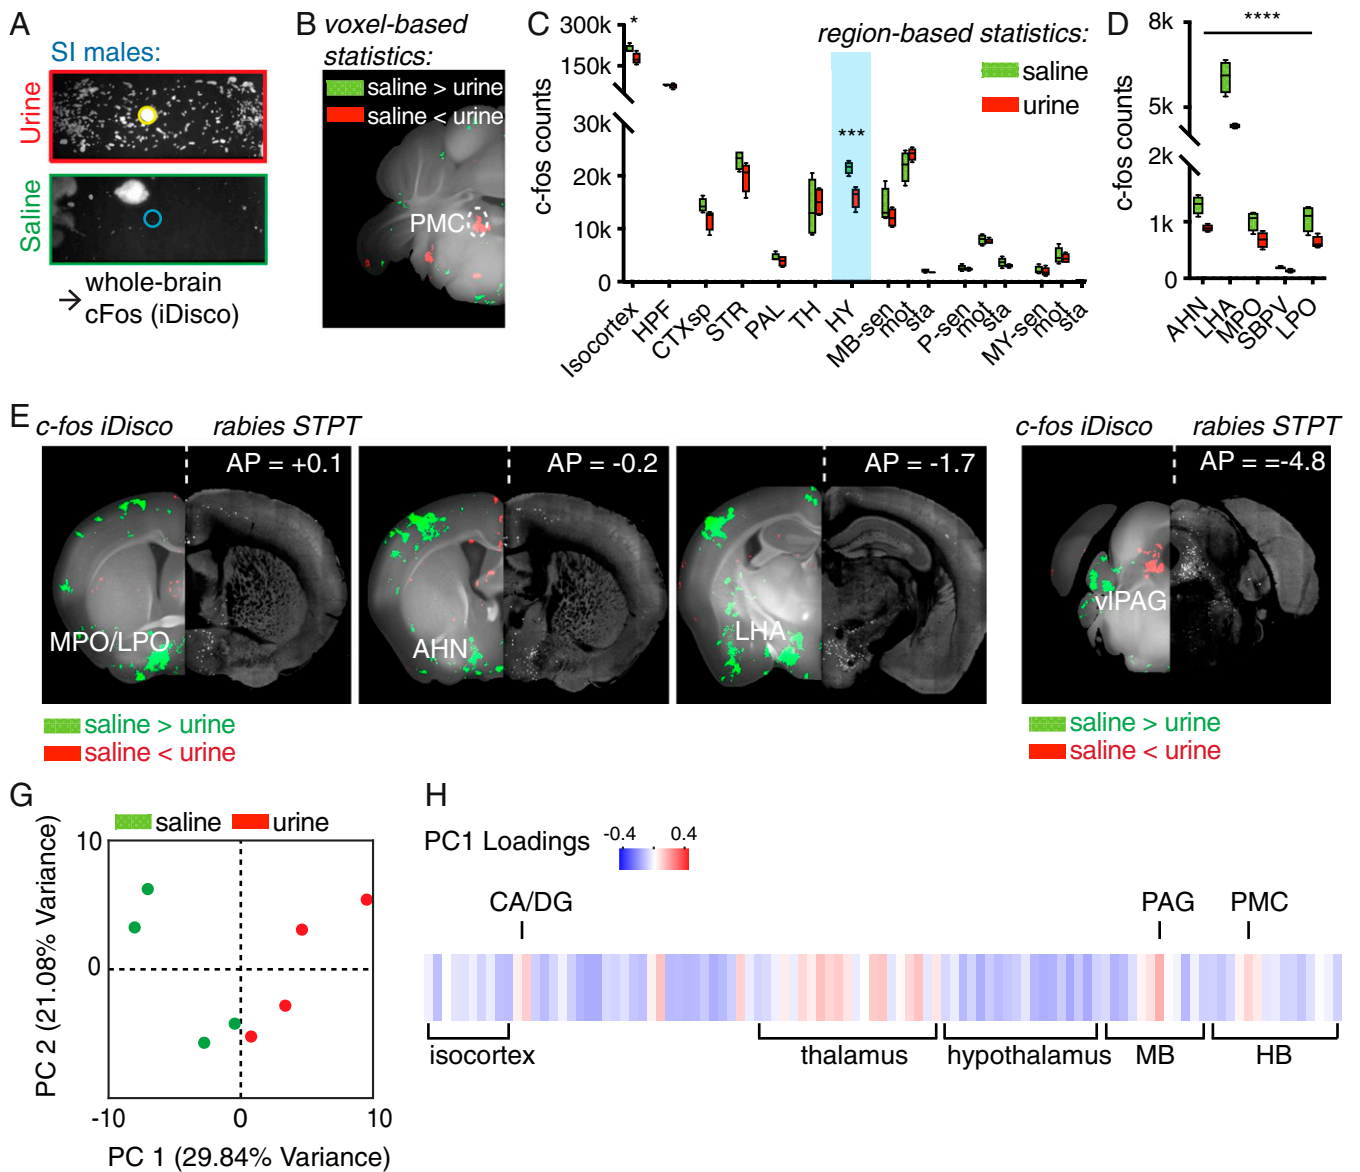 A
SI males:
Urine
Saline
whole-brain
→ cFos (iDisco)
B voxel-based
statistics:
saline > urine
saline < urine
PMC
C
region-based statistics:
saline
urine
c-fos counts
300k
150k
30k
20k
10k
0
*
***
Isocortex
HPF
CTXsp
STR
PAL
TH
HY
MB-sen
mot
sta
P-sen
mot
sta
MY-sen
mot
sta
D
****
c-fos counts
8k
5k
2k
1k
0
AHN
LHA
MPO
SBPV
LPO
E
c-fos iDisco rabies STPT
AP = +0.1
MPO/LPO
AP = -0.2
AHN
AP = -1.7
LHA
c-fos iDisco rabies STPT
AP = =-4.8
vlPAG
saline > urine
saline < urine
saline > urine
saline < urine
G
saline urine
PC 2 (21.08% Variance)
10
0
-10 0 10
PC 1 (29.84% Variance)
H
PC1 Loadings
-0.4 0.4
CA/DG PAG PMC
isocortex thalamus hypothalamus MB HB